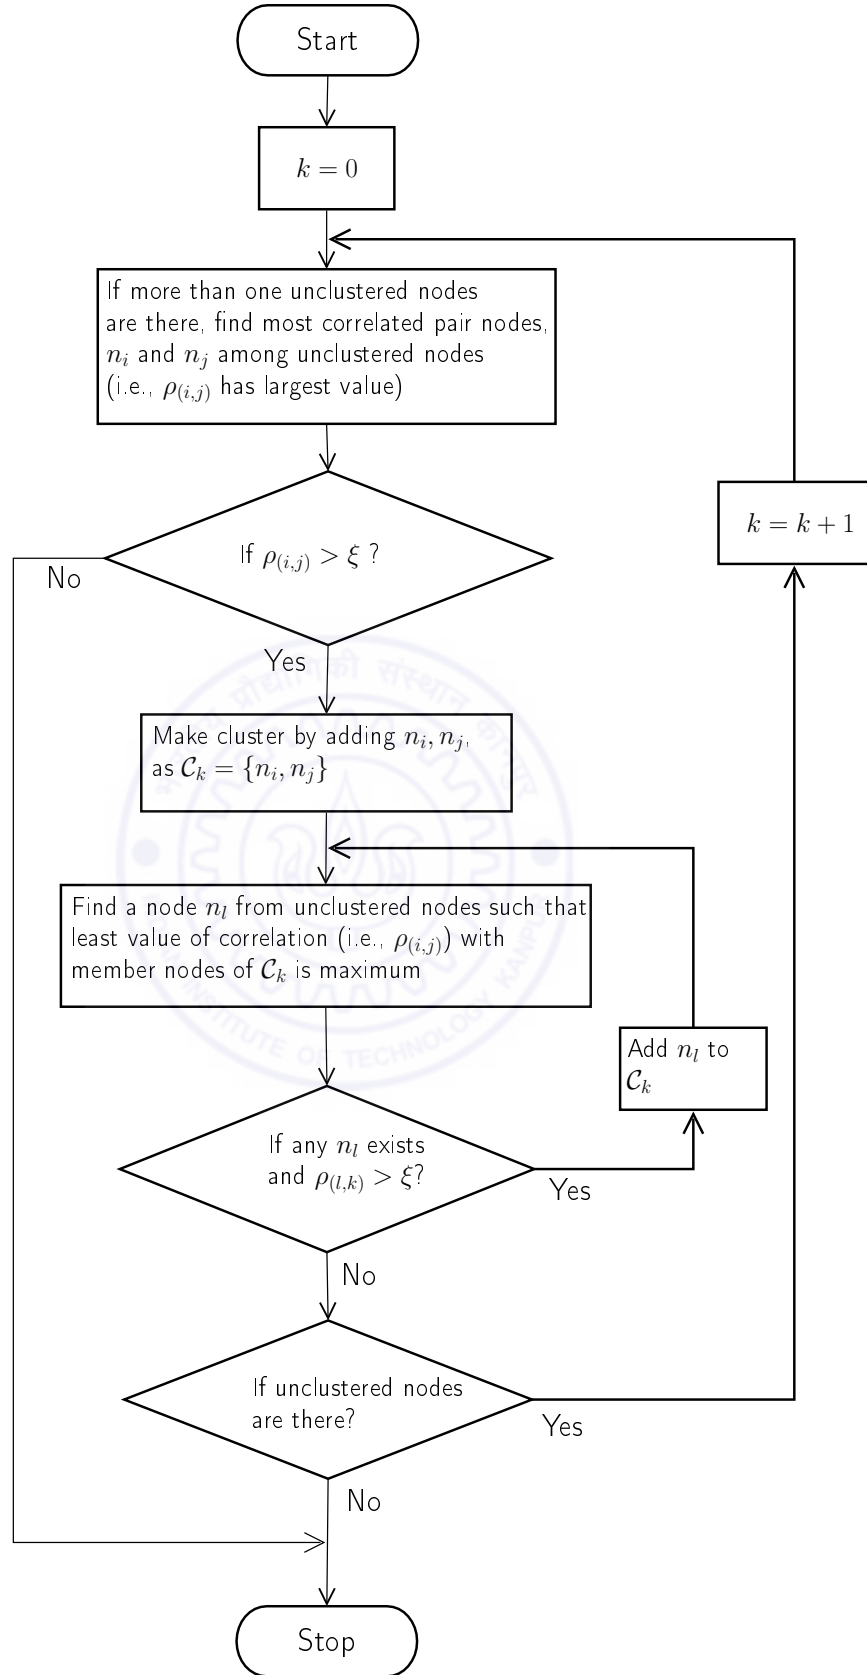 Start
k = 0
If more than one unclustered nodes
are there, find most correlated pair nodes,
n_i and n_j among unclustered nodes
(i.e., ρ_(i,j) has largest value)
k = k + 1
If ρ_(i,j) > ξ ?
No
Yes
Make cluster by adding n_i, n_j,
as C_k = {n_i, n_j}
Find a node n_l from unclustered nodes such that
least value of correlation (i.e., ρ_(i,j)) with
member nodes of C_k is maximum
Add n_l to
C_k
If any n_l exists
and ρ_(l,k) > ξ?
Yes
No
If unclustered nodes
are there?
Yes
No
Stop
INSTITUTE OF TECHNOLOGY KANPUR